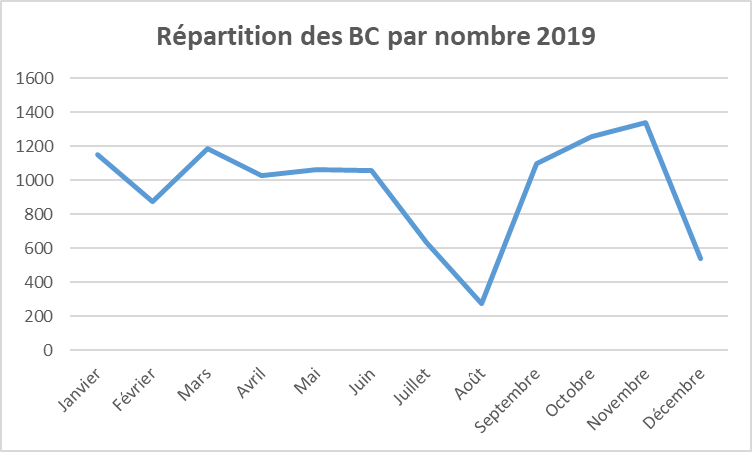 Répartition des BC par nombre 2019
1600
1400
1200
1000
800
600
400
200
0
Janvier
Février
Mars
Avril
Mai
Juin
Juillet
Août
Septembre
Octobre
Novembre
Décembre